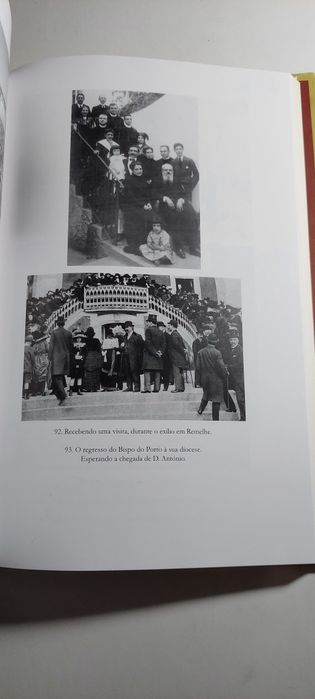 92. Recebendo uma visita, durante o exílio em Remelhe.
93. O regresso do Bispo do Porto à sua diocese.
Esperando a chegada de D. António.